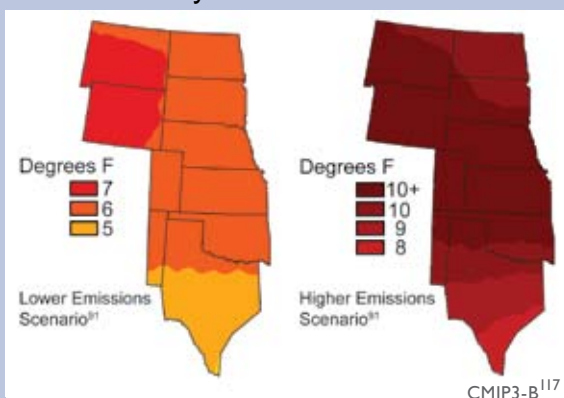 Degrees F
7
6
5
Lower Emissions
Scenario91
Degrees F
10+
10
9
8
Higher Emissions
Scenario91
CMIP3-B117